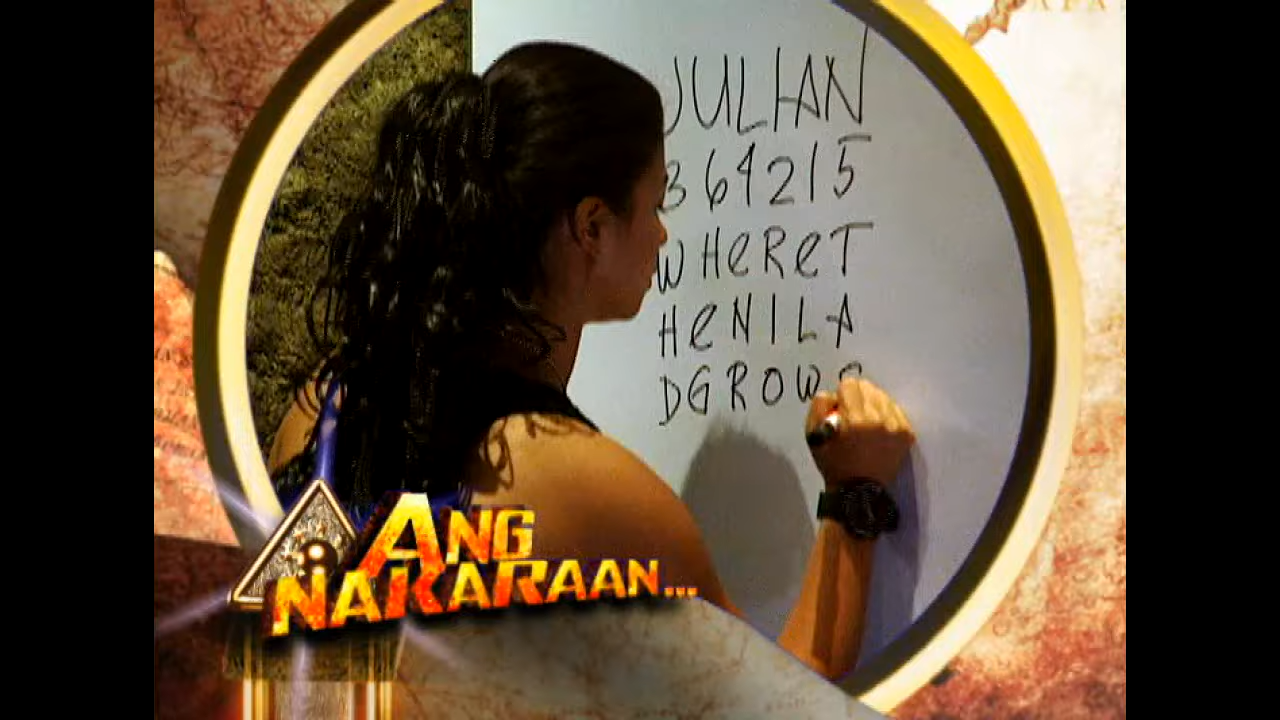 JULIAN
364215
WHERET
HENILA
DGROW
ANG
NAKARAAN...